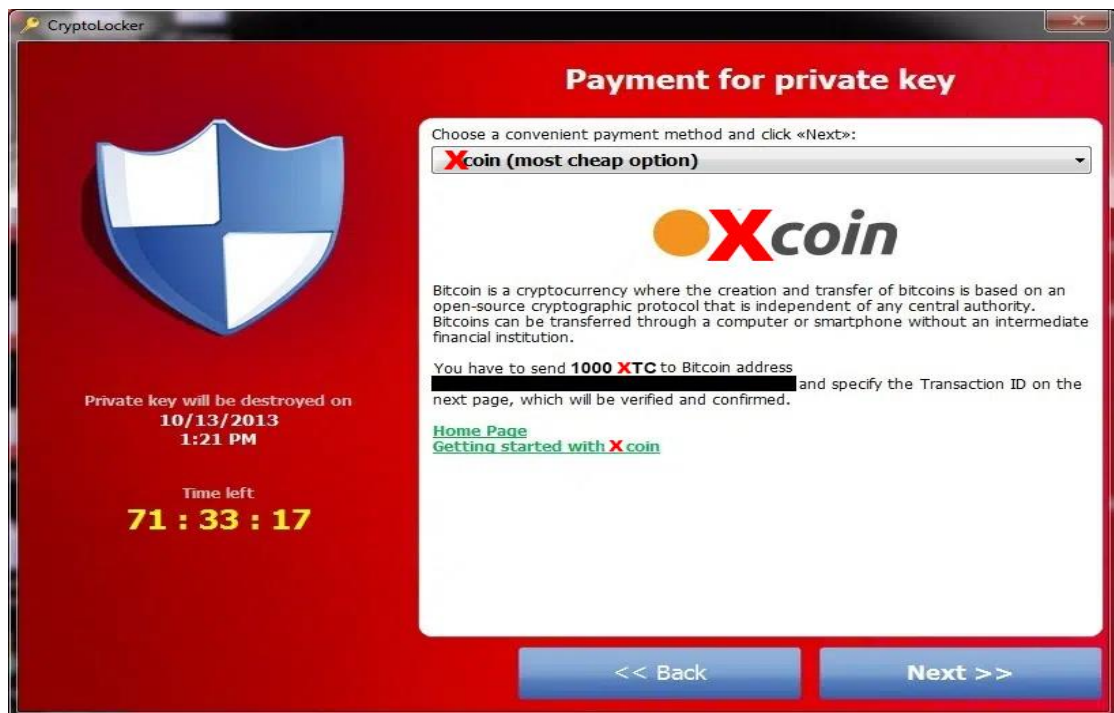 CryptoLocker
Payment for private key
Choose a convenient payment method and click «Next»:
Xcoin (most cheap option)
Xcoin
Bitcoin is a cryptocurrency where the creation and transfer of bitcoins is based on an
open-source cryptographic protocol that is independent of any central authority.
Bitcoins can be transferred through a computer or smartphone without an intermediate
financial institution.
You have to send 1000 XTC to Bitcoin address
and specify the Transaction ID on the
next page, which will be verified and confirmed.
Home Page
Getting started with X coin
Private key will be destroyed on
10/13/2013
1:21 PM
Time left
71 : 33 : 17
<< Back
Next >>